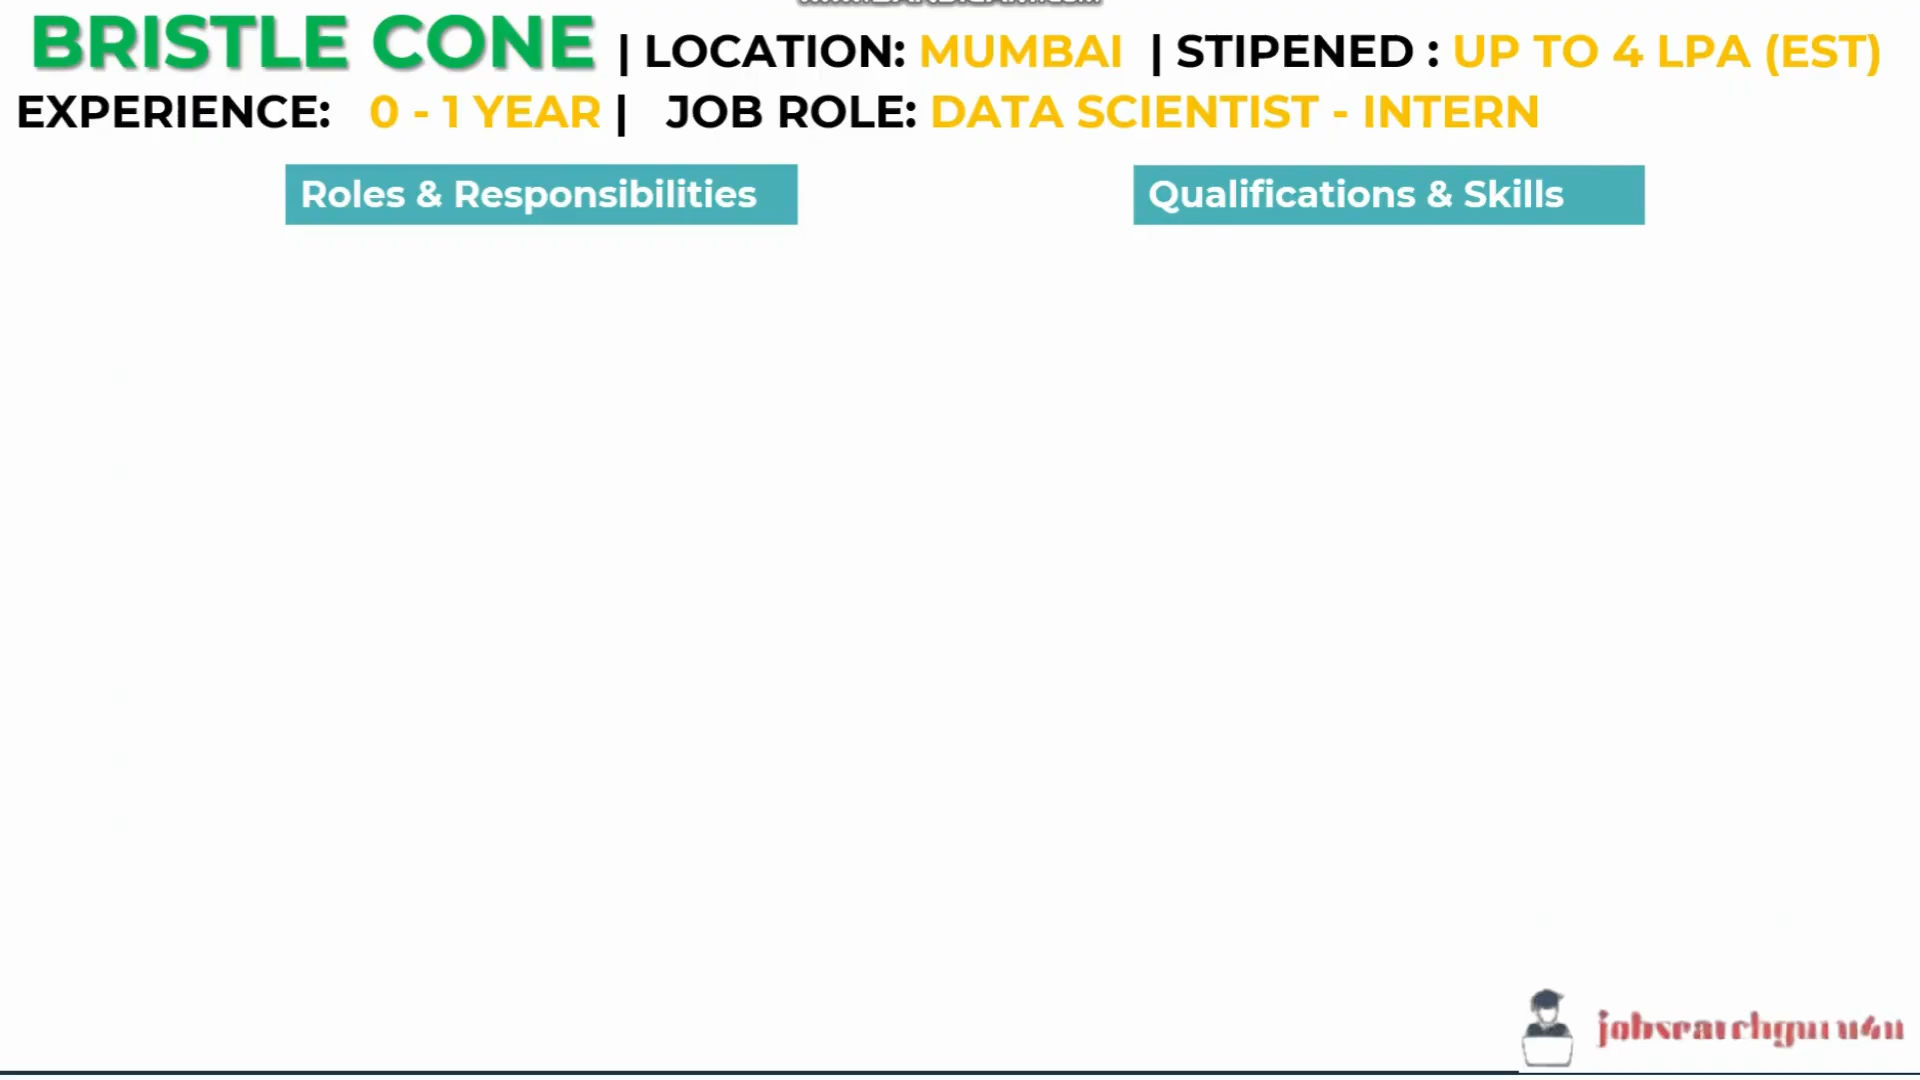 BRISTLE CONE | LOCATION: MUMBAI | STIPENED : UP TO 4 LPA (EST)
EXPERIENCE: 0 - 1 YEAR | JOB ROLE: DATA SCIENTIST - INTERN
Roles & Responsibilities
Qualifications & Skills
jobsearchguru4u